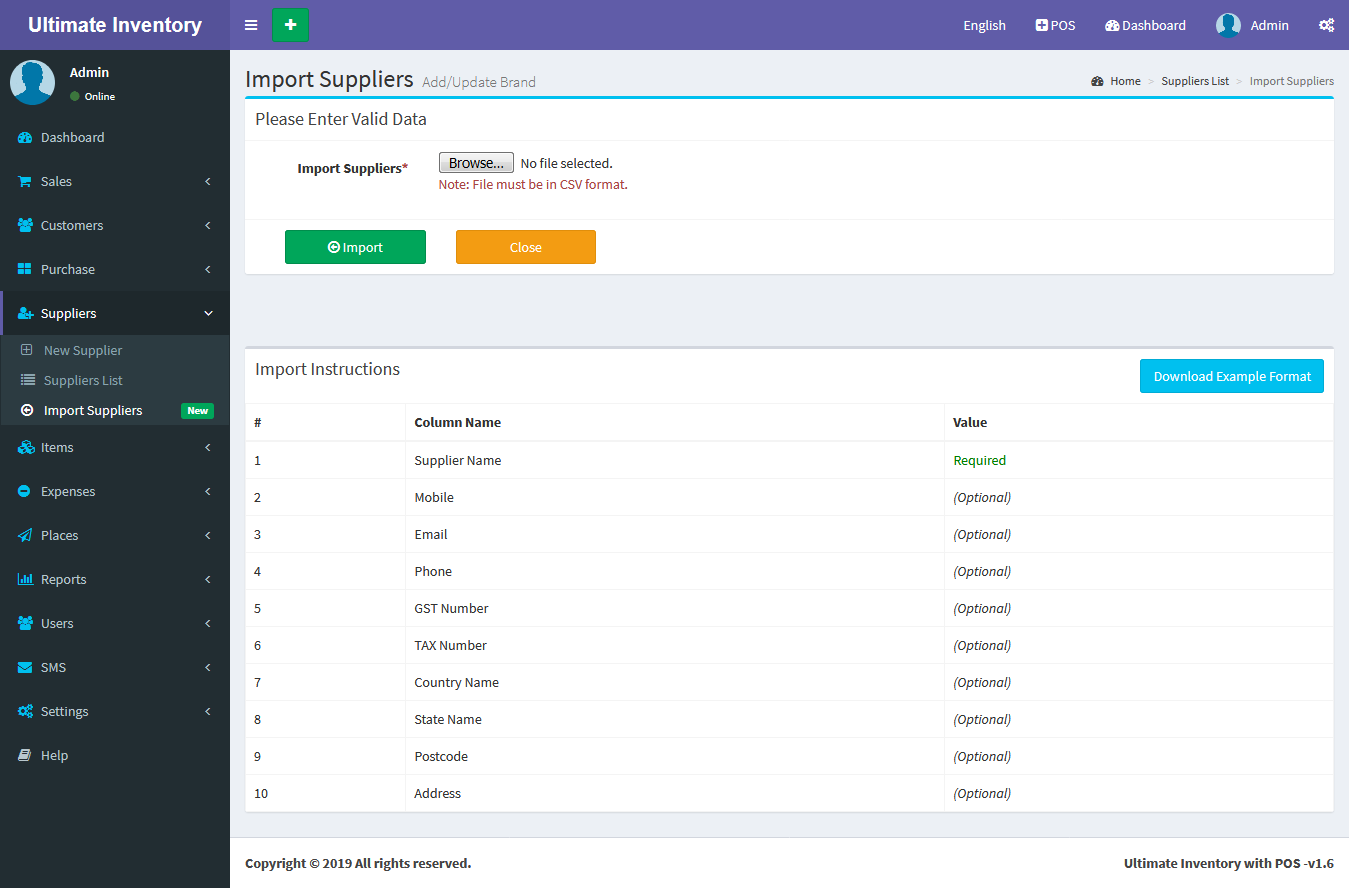 Ultimate Inventory
English
POS
Dashboard
Admin
Admin
Online
Dashboard
Sales
Customers
Purchase
Suppliers
New Supplier
Suppliers List
Import Suppliers New
Items
Expenses
Places
Reports
Users
SMS
Settings
Help
Import Suppliers Add/Update Brand
Home > Suppliers List > Import Suppliers
Please Enter Valid Data
Import Suppliers* Browse... No file selected.
Note: File must be in CSV format.
Import Close
Import Instructions
Download Example Format
# Column Name Value
1 Supplier Name Required
2 Mobile (Optional)
3 Email (Optional)
4 Phone (Optional)
5 GST Number (Optional)
6 TAX Number (Optional)
7 Country Name (Optional)
8 State Name (Optional)
9 Postcode (Optional)
10 Address (Optional)
Copyright © 2019 All rights reserved.
Ultimate Inventory with POS -v1.6